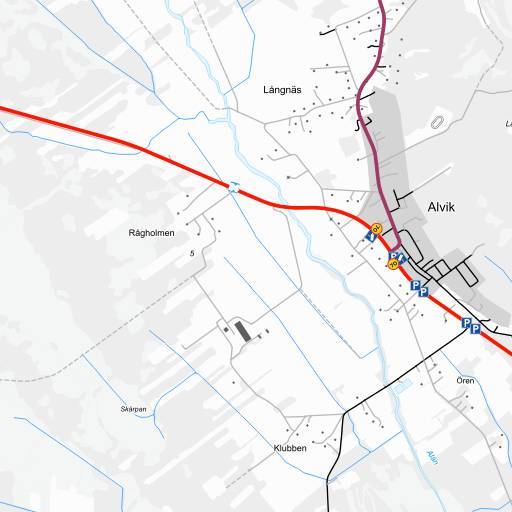 Långnäs
Alvik
Rågholmen
5
P
P
P
P
P
Ören
Skärpan
Klubben
Alån